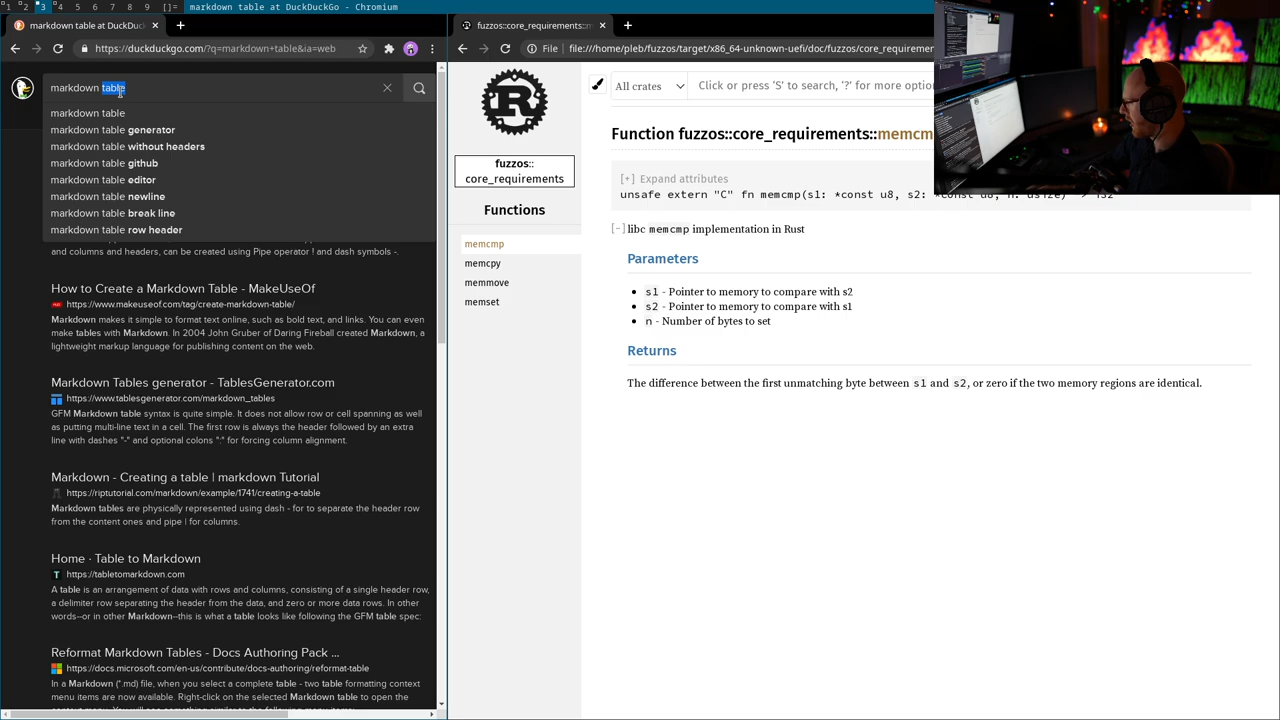 1 2 3 4 5 6 7 8 9 []= markdown table at DuckDuckGo - Chromium
markdown table at DuckDuckG
https://duckduckgo.com/?q=markdown+table&ia=web
markdown table
markdown table
markdown table generator
markdown table without headers
markdown table github
markdown table editor
markdown table newline
markdown table break line
markdown table row header
and columns and headers, can be created using Pipe operator ! and dash symbols -.
How to Create a Markdown Table - MakeUseOf
https://www.makeuseof.com/tag/create-markdown-table/
Markdown makes it simple to format text online, such as bold text, and links. You can even
make tables with Markdown. In 2004 John Gruber of Daring Fireball created Markdown, a
lightweight markup language for publishing content on the web.
Markdown Tables generator - TablesGenerator.com
https://www.tablesgenerator.com/markdown_tables
GFM Markdown table syntax is quite simple. It does not allow row or cell spanning as well
as putting multi-line text in a cell. The first row is always the header followed by an extra
line with dashes "-" and optional colons ":" for forcing column alignment.
Markdown - Creating a table | markdown Tutorial
https://riptutorial.com/markdown/example/1741/creating-a-table
Markdown tables are physically represented using dash - for to separate the header row
from the content ones and pipe | for columns.
Home · Table to Markdown
https://tabletomarkdown.com
A table is an arrangement of data with rows and columns, consisting of a single header row,
a delimiter row separating the header from the data, and zero or more data rows. In other
words--or in other Markdown--this is what a table looks like following the GFM table spec:
Reformat Markdown Tables - Docs Authoring Pack ...
https://docs.microsoft.com/en-us/contribute/docs-authoring/reformat-table
In a Markdown (*.md) file, when you select a complete table - two table formatting context
menu items are now available. Right-click on the selected Markdown table to open the
fuzzos::core_requirements::m
File file:///home/pleb/fuzzos/target/x86_64-unknown-uefi/doc/fuzzos/core_requiremen
fuzzos::
core_requirements
Functions
memcmp
memcpy
memmove
memset
All crates
Click or press 'S' to search, '?' for more option
Function fuzzos::core_requirements::memcm
[+] Expand attributes
unsafe extern "C" fn memcmp(s1: *const u8, s2: *const u8, n: usize) -> i32
[-] libc memcmp implementation in Rust
Parameters
• s1 - Pointer to memory to compare with s2
• s2 - Pointer to memory to compare with s1
• n - Number of bytes to set
Returns
The difference between the first unmatching byte between s1 and s2, or zero if the two memory regions are identical.